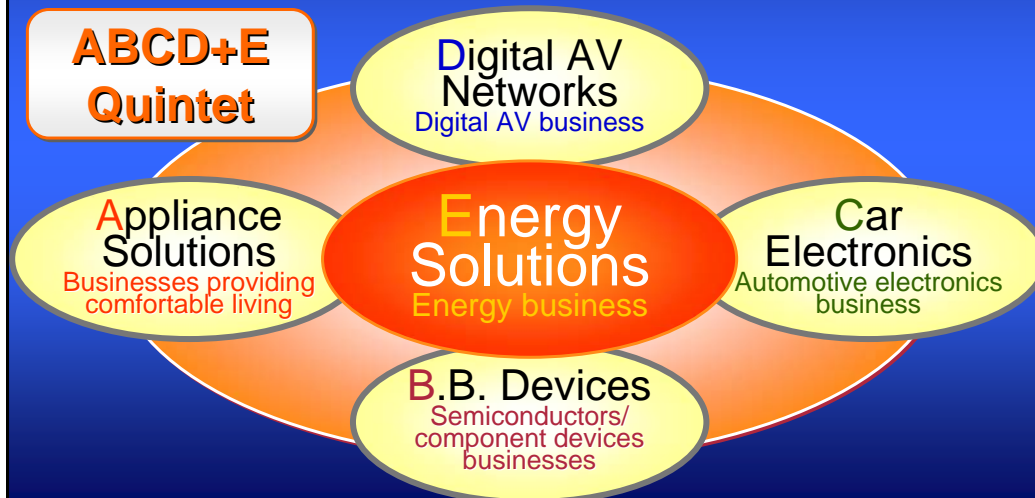 ABCD+E
Quintet
Digital AV
Networks
Digital AV business
Appliance
Solutions
Businesses providing
comfortable living
Energy
Solutions
Energy business
Car
Electronics
Automotive electronics
business
B.B. Devices
Semiconductors/
component devices
businesses